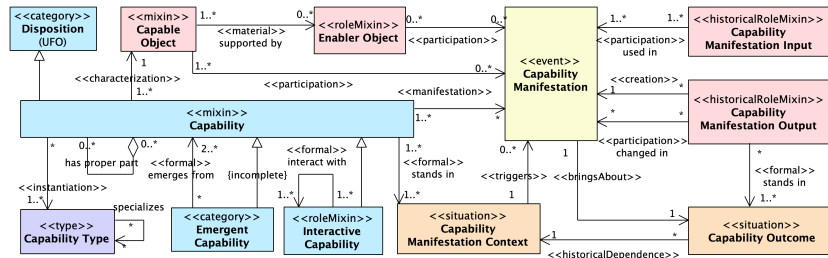 <<category>>
Disposition
(UFO)
<<mixin>>
Capable
Object
1..*
0..*
<<material>>
supported by
<<roleMixin>>
Enabler Object
0..*
0..*
<<participation>>
<<event>>
Capability
Manifestation
1..*
1..*
<<participation>>
used in
<<historicalRoleMixin>>
Capability
Manifestation Input
1
<<characterization>>
1..*
1..*
<<participation>>
0..*
<<creation>>
1
*
<<historicalRoleMixin>>
Capability
Manifestation Output
<<mixin>>
Capability
<<manifestation>>
1..*
*
*
*
<<participation>>
changed in
*
0..*
0..*
has proper part
2..*
<<formal>>
emerges from
*
{incomplete}
<<formal>>
interact with
1..*
1..*
1..*
<<formal>>
stands in
1..*
0..*
<<triggers>>
1
1
<<bringsAbout>>
1
*
<<formal>>
stands in
1..*
<<instantiation>>
1..*
specializes
*
*
<<type>>
Capability Type
<<category>>
Emergent
Capability
<<roleMixin>>
Interactive
Capability
<<situation>>
Capability
Manifestation Context
1
*
<<historicalDependence>>
<<situation>>
Capability Outcome